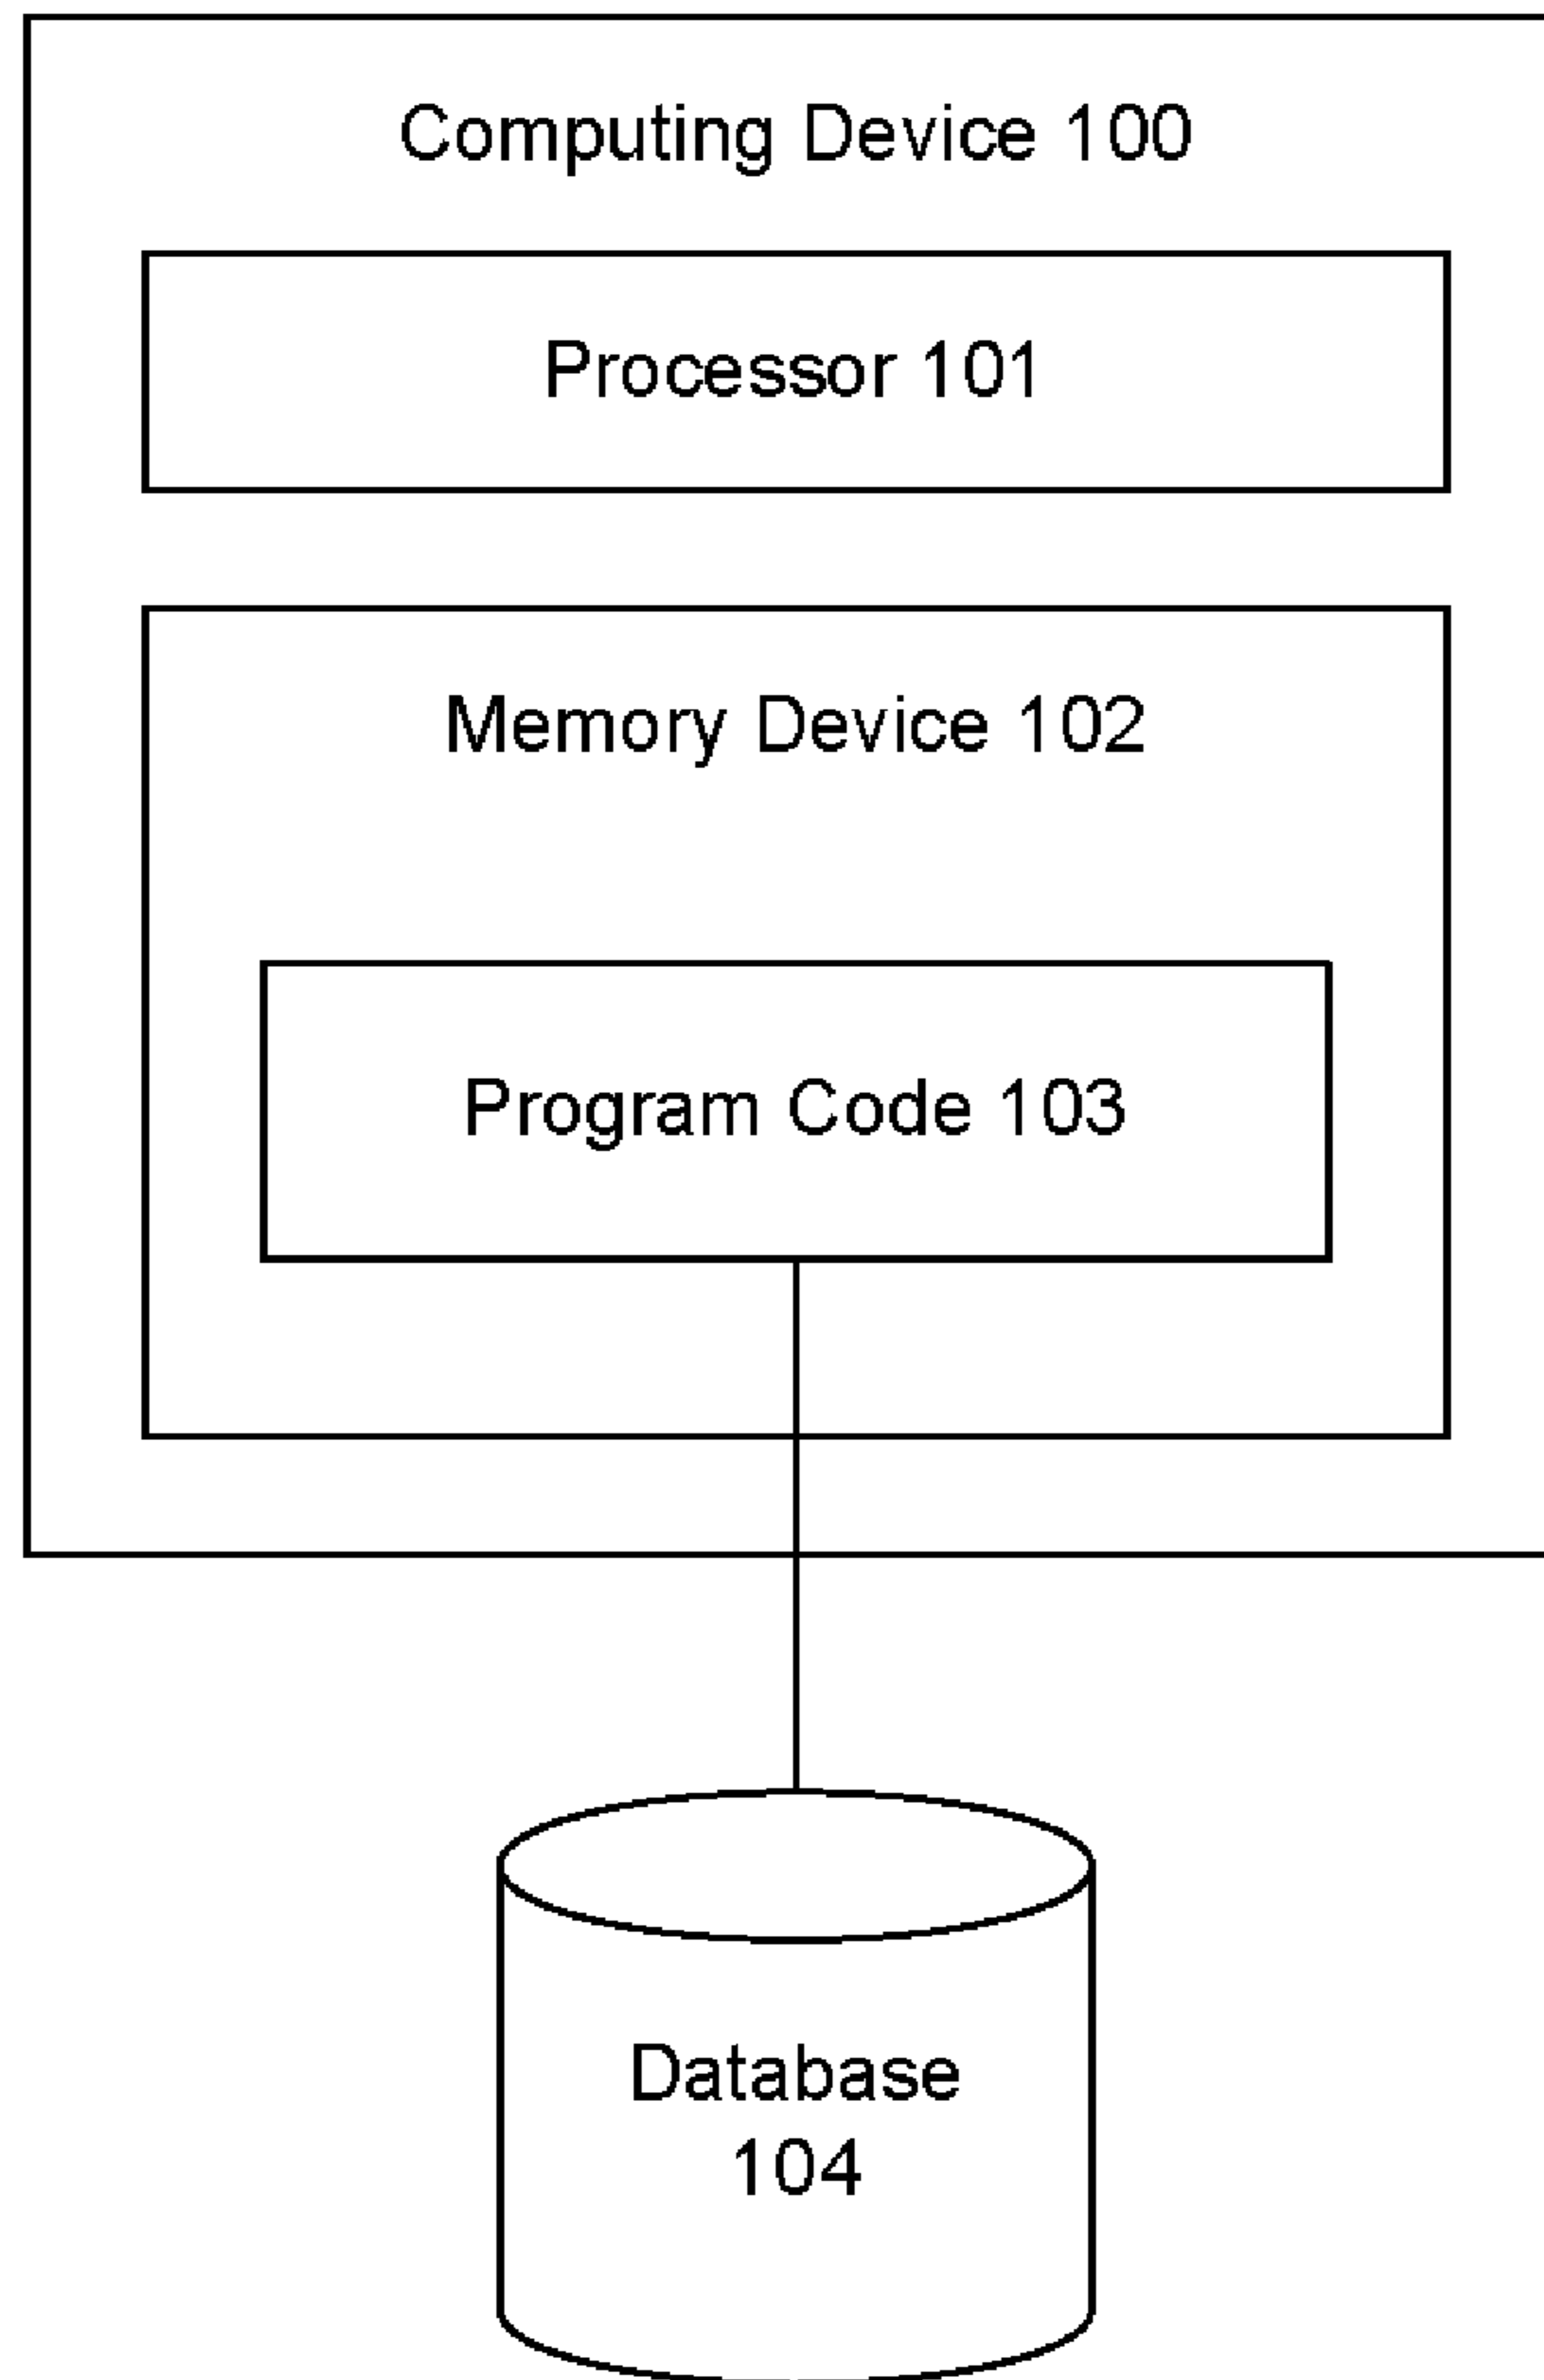 Computing Device 100
Processor 101
Memory Device 102
Program Code 103
Database
104